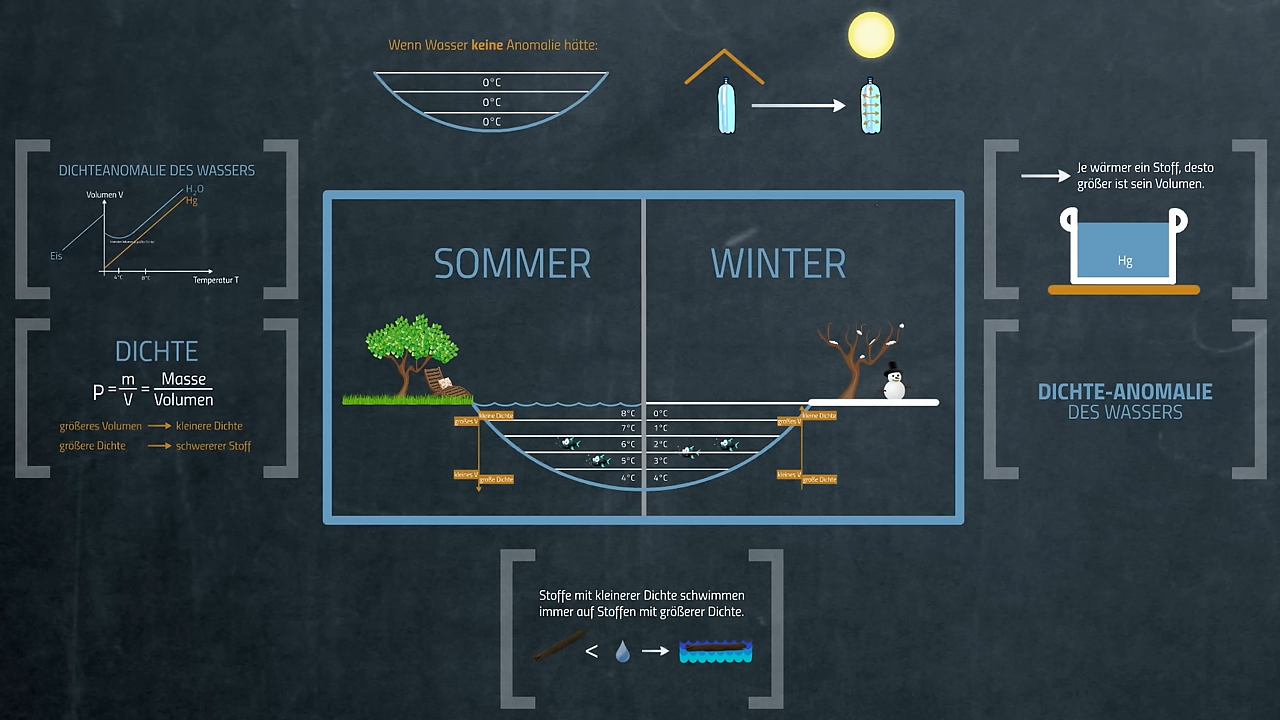 Wenn Wasser keine Anomalie hätte:
0°C
0°C
0°C
DICHTEANOMALIE DES WASSERS
Volumen V
H₂O
Hg
Eis
4°C
8°C
Temperatur T
DICHTE
p = m/V = Masse/Volumen
größeres Volumen → kleinere Dichte
größere Dichte → schwererer Stoff
SOMMER
WINTER
kleine Dichte
großes V
8°C
7°C
6°C
5°C
4°C
kleines V
große Dichte
0°C
1°C
2°C
3°C
4°C
großes V
kleine Dichte
kleines V
große Dichte
Je wärmer ein Stoff, desto
größer ist sein Volumen.
Hg
DICHTE-ANOMALIE
DES WASSERS
Stoffe mit kleinerer Dichte schwimmen
immer auf Stoffen mit größerer Dichte.
<